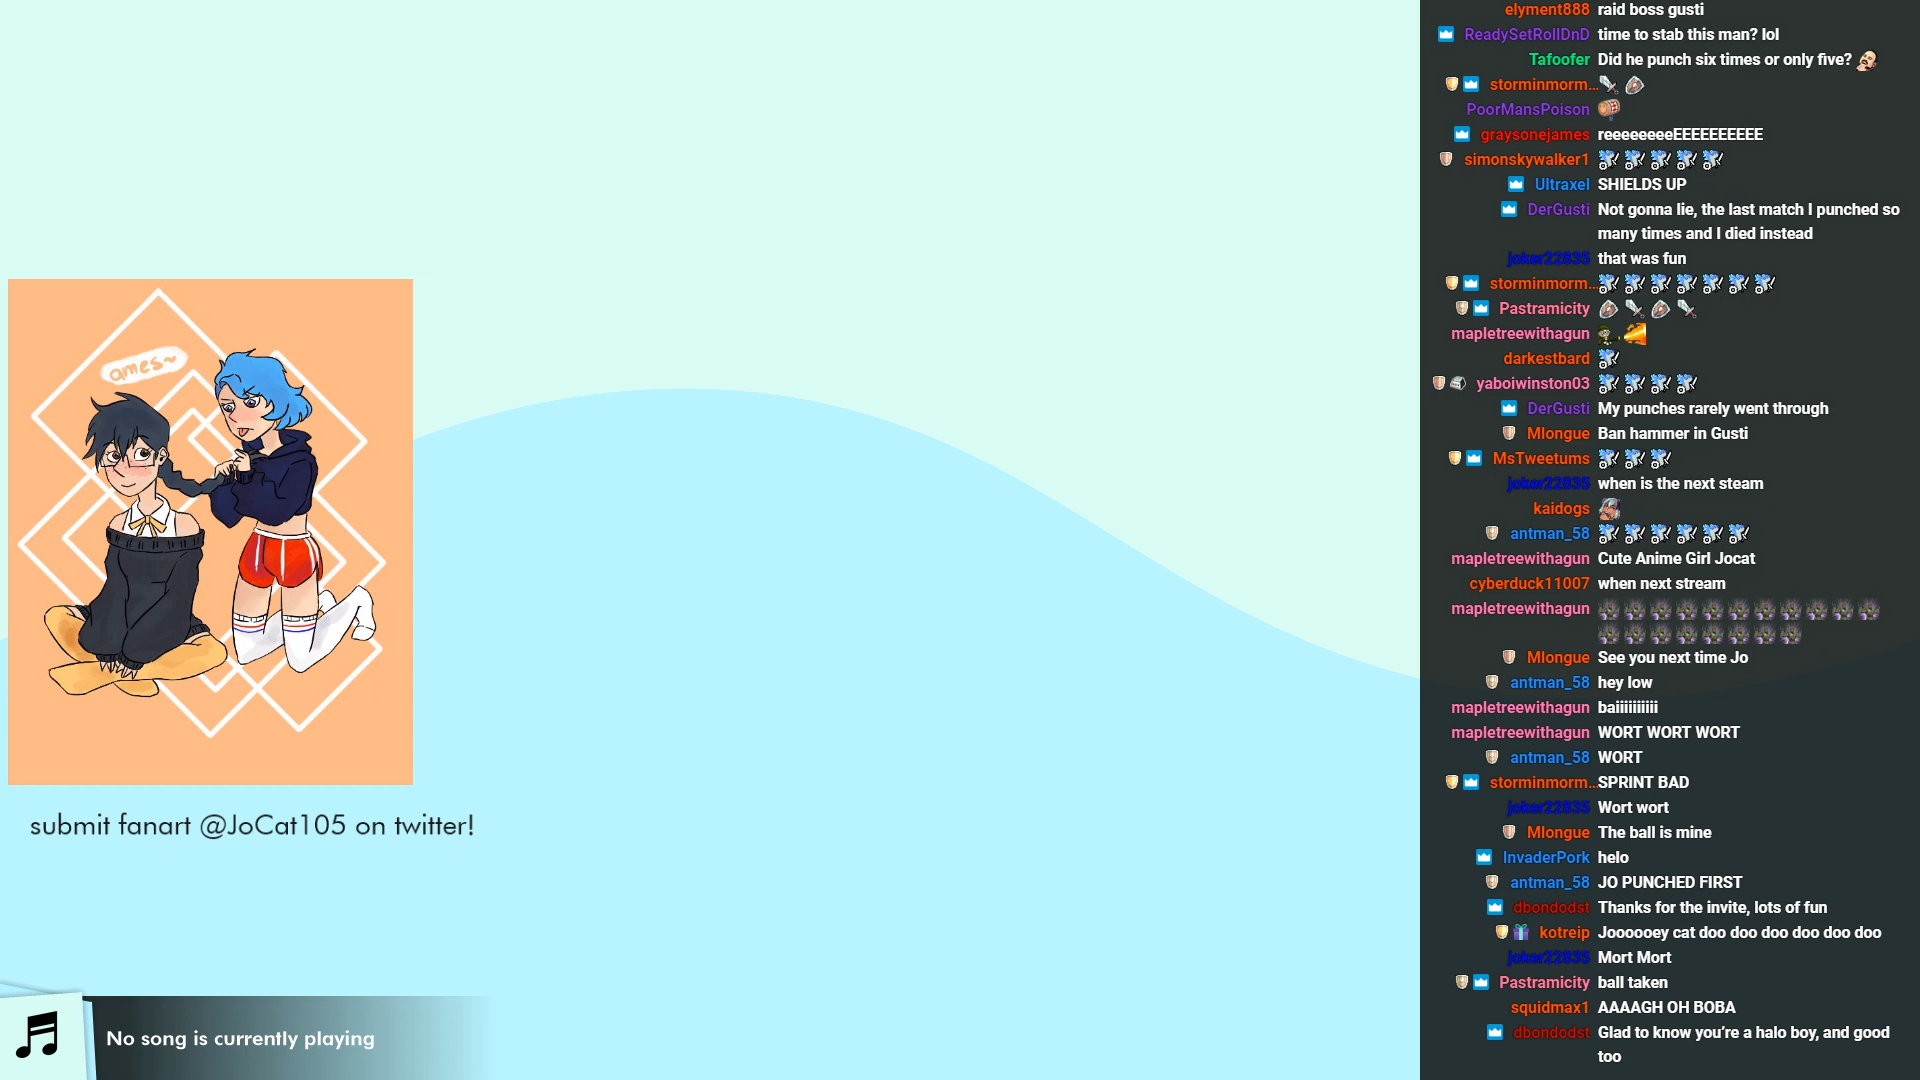 ames~
submit fanart @JoCat105 on twitter!
No song is currently playing
elyment888 raid boss gusti
ReadySetRollDnD time to stab this man? lol
Tafoofer Did he punch six times or only five?
storminmorm...
PoorMansPoison
graysonejames reeeeeeeEEEEEEEEEE
simonskywalker1
Ultraxel SHIELDS UP
DerGusti Not gonna lie, the last match I punched so
many times and I died instead
joker22835 that was fun
storminmorm...
Pastramicity
mapletreewithagun
darkestbard
yaboiwinston03
DerGusti My punches rarely went through
Mlongue Ban hammer in Gusti
MsTweetums
joker22835 when is the next steam
kaidogs
antman_58
mapletreewithagun Cute Anime Girl Jocat
cyberduck11007 when next stream
mapletreewithagun
Mlongue See you next time Jo
antman_58 hey low
mapletreewithagun baiiiiiiiiii
mapletreewithagun WORT WORT WORT
antman_58 WORT
storminmorm... SPRINT BAD
joker22835 Wort wort
Mlongue The ball is mine
InvaderPork helo
antman_58 JO PUNCHED FIRST
dbondodst Thanks for the invite, lots of fun
kotreip Joooooey cat doo doo doo doo doo doo
joker22835 Mort Mort
Pastramicity ball taken
squidmax1 AAAAGH OH BOBA
dbondodst Glad to know you're a halo boy, and good
too